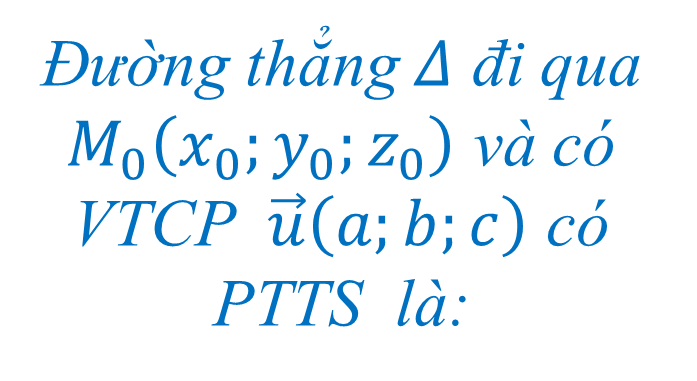 Đường thẳng Δ đi qua
M₀(x₀; y₀; z₀) và có
VTCP u⃗(a; b; c) có
PTTS là: